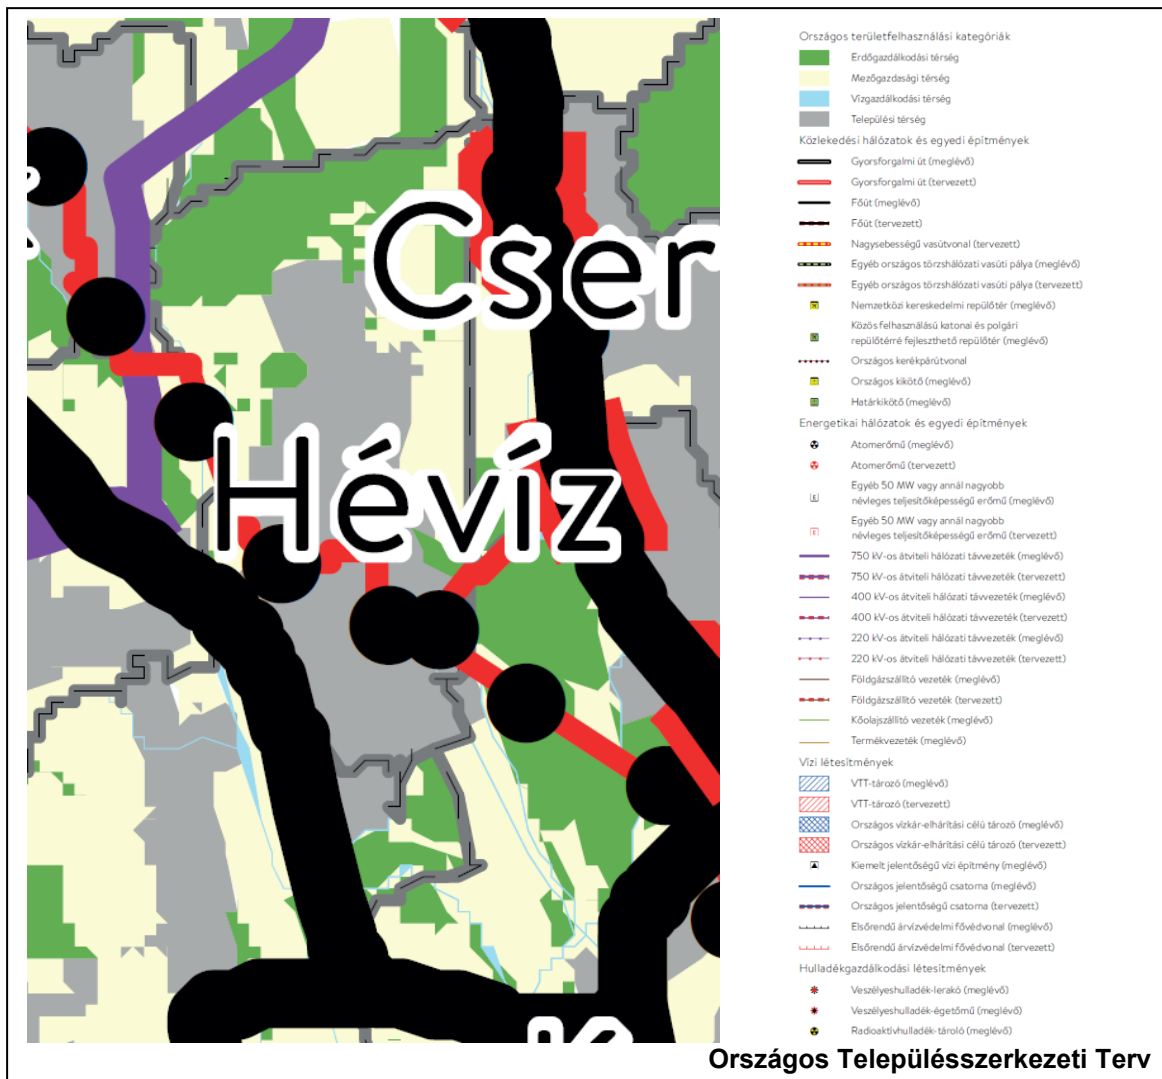 Cser
Hévíz
Országos területfelhasználási kategóriák
Erdőgazdálkodási térség
Mezőgazdasági térség
Vízgazdálkodási térség
Települési térség
Közlekedési hálózatok és egyedi építmények
Gyorsforgalmi út (meglévő)
Gyorsforgalmi út (tervezett)
Főút (meglévő)
Főút (tervezett)
Nagysebességű vasútvonal (tervezett)
Egyéb országos törzshálózati vasúti pálya (meglévő)
Egyéb országos törzshálózati vasúti pálya (tervezett)
Nemzetközi kereskedelmi repülőtér (meglévő)
Közös felhasználású katonai és polgári
repülőtérré fejleszthető repülőtér (meglévő)
Országos kerékpárútvonal
Országos kikötő (meglévő)
Határkikötő (meglévő)
Energetikai hálózatok és egyedi építmények
Atomerőmű (meglévő)
Atomerőmű (tervezett)
Egyéb 50 MW vagy annál nagyobb
névleges teljesítőképességű erőmű (meglévő)
Egyéb 50 MW vagy annál nagyobb
névleges teljesítőképességű erőmű (tervezett)
750 kV-os átviteli hálózati távvezeték (meglévő)
750 kV-os átviteli hálózati távvezeték (tervezett)
400 kV-os átviteli hálózati távvezeték (meglévő)
400 kV-os átviteli hálózati távvezeték (tervezett)
220 kV-os átviteli hálózati távvezeték (meglévő)
220 kV-os átviteli hálózati távvezeték (tervezett)
Földgázszállító vezeték (meglévő)
Földgázszállító vezeték (tervezett)
Kőolajszállító vezeték (meglévő)
Termékvezeték (meglévő)
Vízi létesítmények
VTT-tározó (meglévő)
VTT-tározó (tervezett)
Országos vízkár-elhárítási célú tározó (meglévő)
Országos vízkár-elhárítási célú tározó (tervezett)
Kiemelt jelentőségű vízi építmény (meglévő)
Országos jelentőségű csatorna (meglévő)
Országos jelentőségű csatorna (tervezett)
Elsőrendű árvízvédelmi fővédvonal (meglévő)
Elsőrendű árvízvédelmi fővédvonal (tervezett)
Hulladékgazdálkodási létesítmények
Veszélyeshulladék-lerakó (meglévő)
Veszélyeshulladék-égetőmű (meglévő)
Radioaktívhulladék-tároló (meglévő)
Országos Településszerkezeti Terv